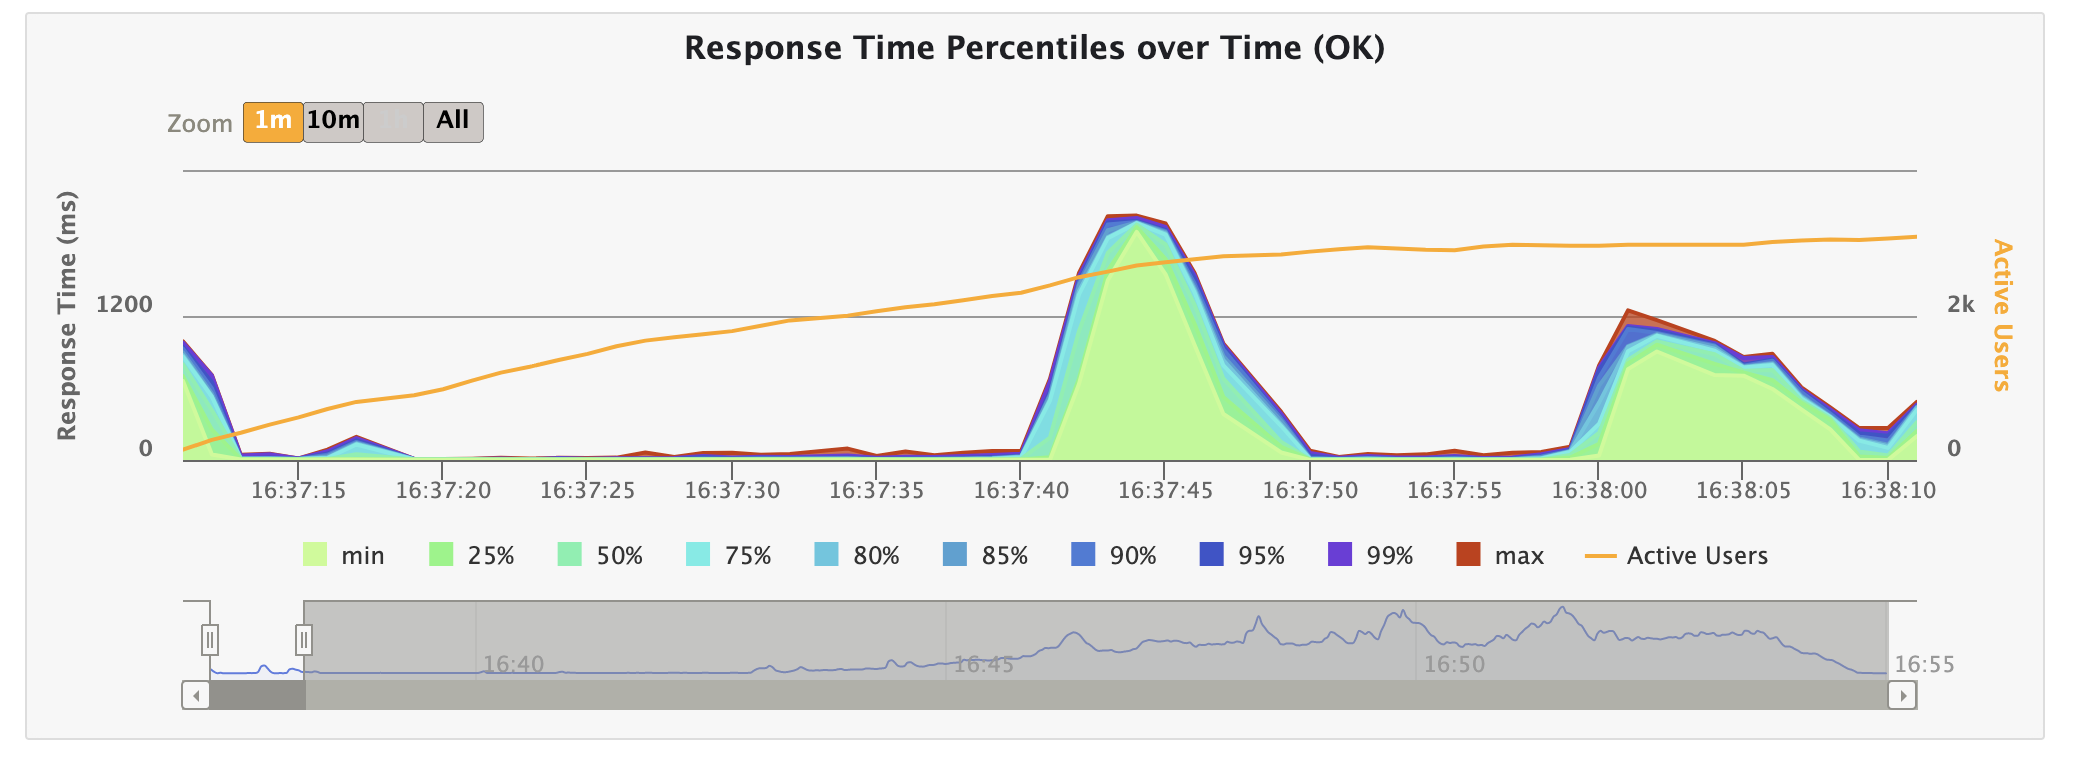 Response Time Percentiles over Time (OK)
Zoom 1m 10m 1h All
Response Time (ms)
1200
0
2k
0
Active Users
16:37:15 16:37:20 16:37:25 16:37:30 16:37:35 16:37:40 16:37:45 16:37:50 16:37:55 16:38:00 16:38:05 16:38:10
min 25% 50% 75% 80% 85% 90% 95% 99% max Active Users
16:40 16:45 16:50 16:55